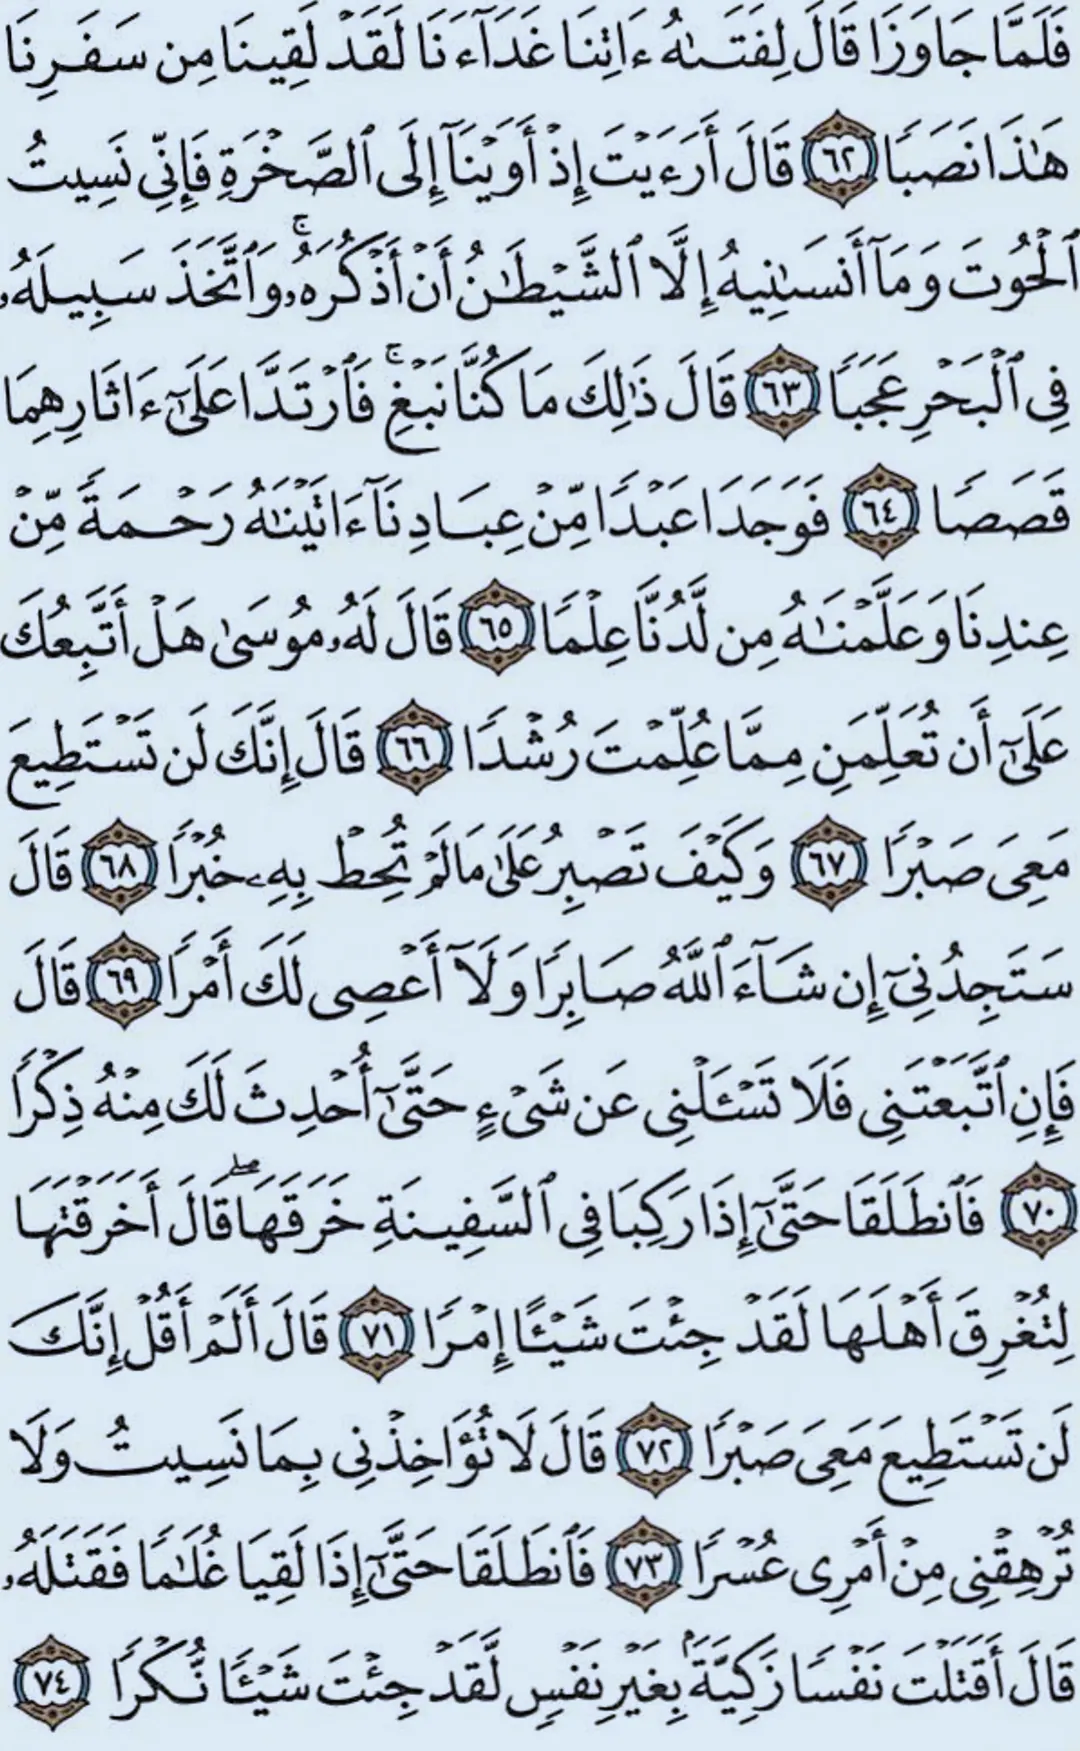 فَلَمَّا جَاوَزَا قَالَ لِفَتَىٰهُ ءَاتِنَا غَدَآءَنَا لَقَدۡ لَقِينَا مِن سَفَرِنَا
هَٰذَا نَصَبٗا ٦٢ قَالَ أَرَءَيۡتَ إِذۡ أَوَيۡنَآ إِلَى ٱلصَّخۡرَةِ فَإِنِّي نَسِيتُ
ٱلۡحُوتَ وَمَآ أَنسَىٰنِيهُ إِلَّا ٱلشَّيۡطَٰنُ أَنۡ أَذۡكُرَهُۥۚ وَٱتَّخَذَ سَبِيلَهُۥ
فِي ٱلۡبَحۡرِ عَجَبٗا ٦٣ قَالَ ذَٰلِكَ مَا كُنَّا نَبۡغِۚ فَٱرۡتَدَّا عَلَىٰٓ ءَاثَارِهِمَا
قَصَصٗا ٦٤ فَوَجَدَا عَبۡدٗا مِّنۡ عِبَادِنَآ ءَاتَيۡنَٰهُ رَحۡمَةٗ مِّنۡ
عِندِنَا وَعَلَّمۡنَٰهُ مِن لَّدُنَّا عِلۡمٗا ٦٥ قَالَ لَهُۥ مُوسَىٰ هَلۡ أَتَّبِعُكَ
عَلَىٰٓ أَن تُعَلِّمَنِ مِمَّا عُلِّمۡتَ رُشۡدٗا ٦٦ قَالَ إِنَّكَ لَن تَسۡتَطِيعَ
مَعِيَ صَبۡرٗا ٦٧ وَكَيۡفَ تَصۡبِرُ عَلَىٰ مَا لَمۡ تُحِطۡ بِهِۦ خُبۡرٗا ٦٨ قَالَ
سَتَجِدُنِيٓ إِن شَآءَ ٱللَّهُ صَابِرٗا وَلَآ أَعۡصِي لَكَ أَمۡرٗا ٦٩ قَالَ
فَإِنِ ٱتَّبَعۡتَنِي فَلَا تَسۡـَٔلۡنِي عَن شَيۡءٍ حَتَّىٰٓ أُحۡدِثَ لَكَ مِنۡهُ ذِكۡرٗا
٧٠ فَٱنطَلَقَا حَتَّىٰٓ إِذَا رَكِبَا فِي ٱلسَّفِينَةِ خَرَقَهَاۖ قَالَ أَخَرَقۡتَهَا
لِتُغۡرِقَ أَهۡلَهَا لَقَدۡ جِئۡتَ شَيۡـًٔا إِمۡرٗا ٧١ قَالَ أَلَمۡ أَقُلۡ إِنَّكَ
لَن تَسۡتَطِيعَ مَعِيَ صَبۡرٗا ٧٢ قَالَ لَا تُؤَاخِذۡنِي بِمَا نَسِيتُ وَلَا
تُرۡهِقۡنِي مِنۡ أَمۡرِي عُسۡرٗا ٧٣ فَٱنطَلَقَا حَتَّىٰٓ إِذَا لَقِيَا غُلَٰمٗا فَقَتَلَهُۥ
قَالَ أَقَتَلۡتَ نَفۡسٗا زَكِيَّةَۢ بِغَيۡرِ نَفۡسٖ لَّقَدۡ جِئۡتَ شَيۡـٔٗا نُّكۡرٗا ٧٤